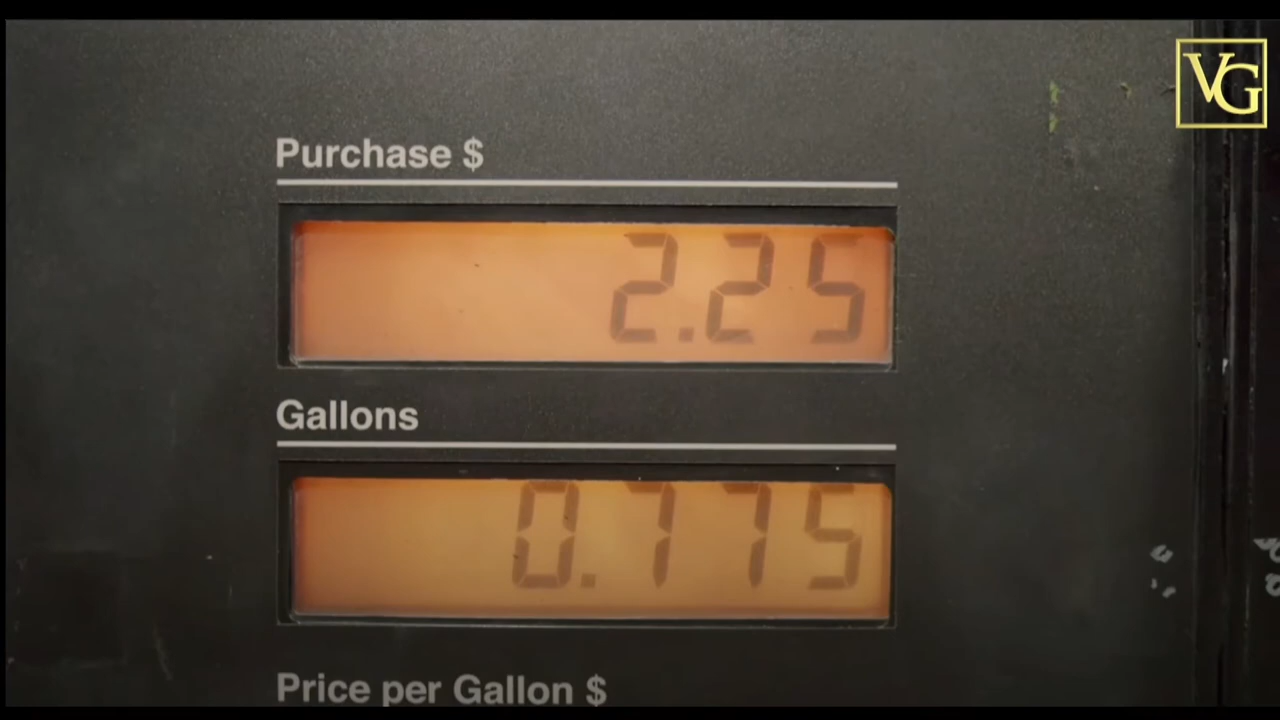 VG
Purchase $
2.25
Gallons
0.775
Price per Gallon $